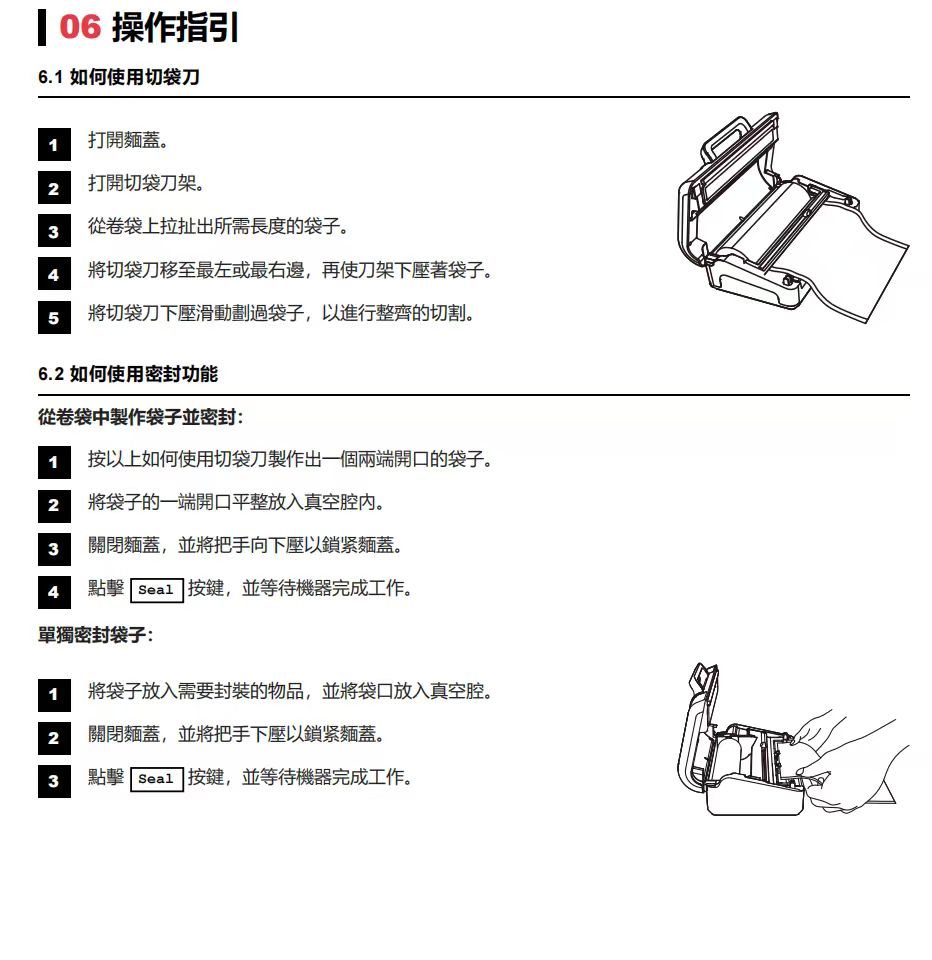 06 操作指引
6.1 如何使用切袋刀
1 打開麵蓋。
2 打開切袋刀架。
3 從卷袋上拉扯出所需長度的袋子。
4 將切袋刀移至最左或最右邊，再使刀架下壓著袋子。
5 將切袋刀下壓滑動劃過袋子，以進行整齊的切割。
6.2 如何使用密封功能
從卷袋中製作袋子並密封：
1 按以上如何使用切袋刀製作出一個兩端開口的袋子。
2 將袋子的一端開口平整放入真空腔內。
3 關閉麵蓋，並將把手向下壓以鎖緊麵蓋。
4 點擊 Seal 按鍵，並等待機器完成工作。
單獨密封袋子：
1 將袋子放入需要封裝的物品，並將袋口放入真空腔。
2 關閉麵蓋，並將把手下壓以鎖緊麵蓋。
3 點擊 Seal 按鍵，並等待機器完成工作。